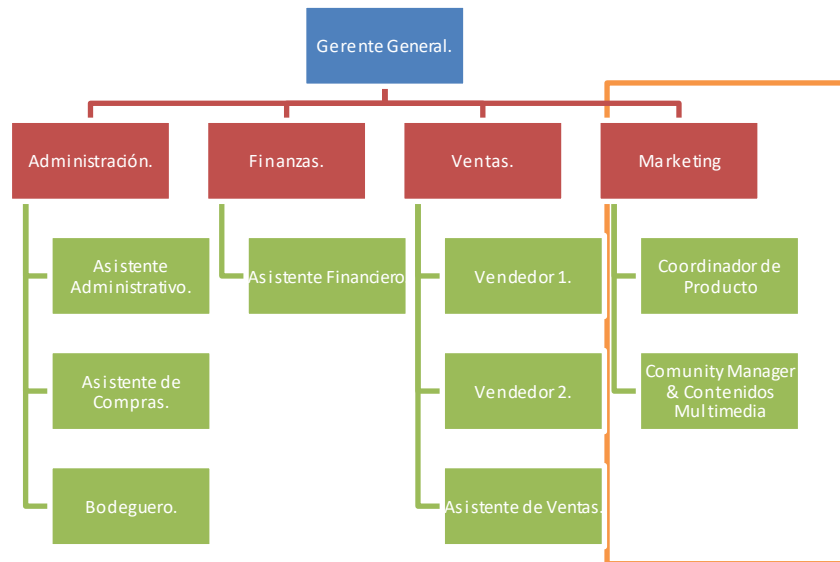 Gerente General.
Administración.
Finanzas.
Ventas.
Marketing
Asistente
Administrativo.
Asistente Financiero
Vendedor 1.
Coordinador de
Producto
Asistente de
Compras.
Vendedor 2.
Comunity Manager
& Contenidos
Multimedia
Bodeguero.
Asistente de Ventas.